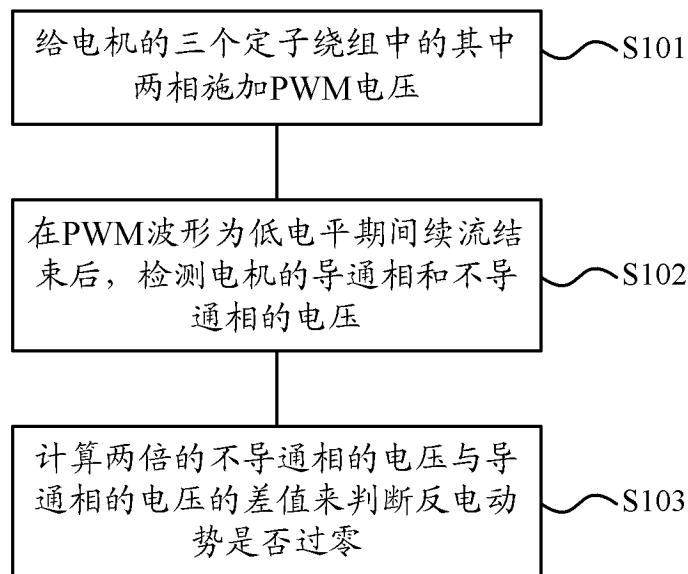 给电机的三个定子绕组中的其中
两相施加PWM电压
S101
在PWM波形为低电平期间续流结
束后，检测电机的导通相和不导
通相的电压
S102
计算两倍的不导通相的电压与导
通相的电压的差值来判断反电动
势是否过零
S103